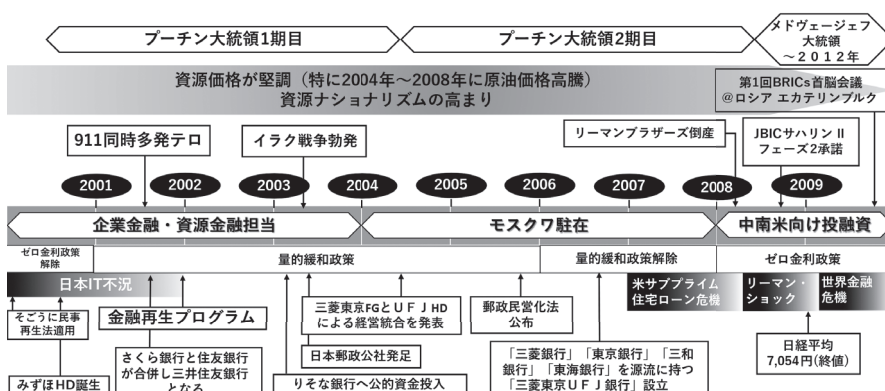 プーチン大統領1期目
プーチン大統領2期目
メドヴェージェフ
大統領
～2012年
資源価格が堅調（特に2004年～2008年に原油価格高騰）
資源ナショナリズムの高まり
第1回BRICs首脳会議
@ロシア エカテリンブルク
911同時多発テロ
イラク戦争勃発
リーマンブラザーズ倒産
JBICサハリンⅡ
フェーズ2承諾
2001
2002
2003
2004
2005
2006
2007
2008
2009
企業金融・資源金融担当
モスクワ駐在
中南米向け投融資
ゼロ金利政策
解除
量的緩和政策
量的緩和政策解除
ゼロ金利政策
日本IT不況
米サブプライム
住宅ローン危機
リーマン・
ショック
世界金融
危機
そごうに民事
再生法適用
金融再生プログラム
三菱東京FGとＵＦＪHD
による経営統合を発表
郵政民営化法
公布
日経平均
7,054円(終値)
みずほHD誕生
さくら銀行と住友銀行
が合併し三井住友銀行
となる
日本郵政公社発足
りそな銀行へ公的資金投入
「三菱銀行」「東京銀行」「三和
銀行」「東海銀行」を源流に持つ
「三菱東京ＵＦＪ銀行」設立